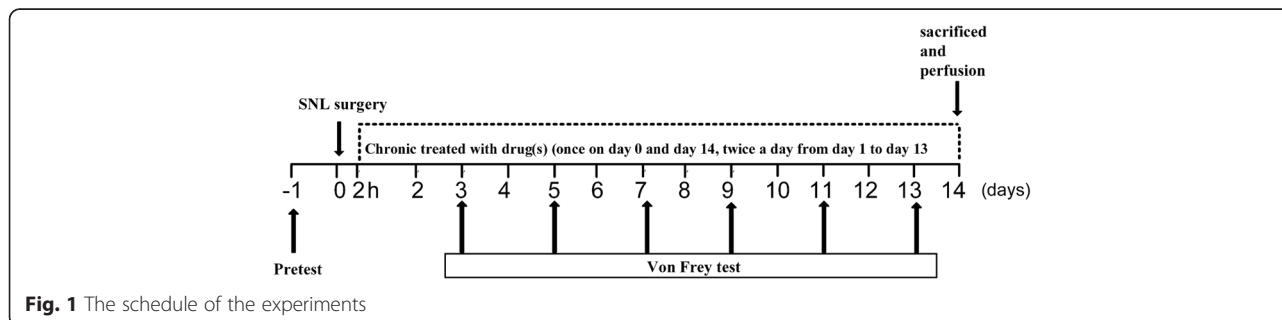 sacrificed
and
perfusion
SNL surgery
Chronic treated with drug(s) (once on day 0 and day 14, twice a day from day 1 to day 13
-1 0 2h 2 3 4 5 6 7 8 9 10 11 12 13 14 (days)
Pretest
Von Frey test
Fig. 1 The schedule of the experiments